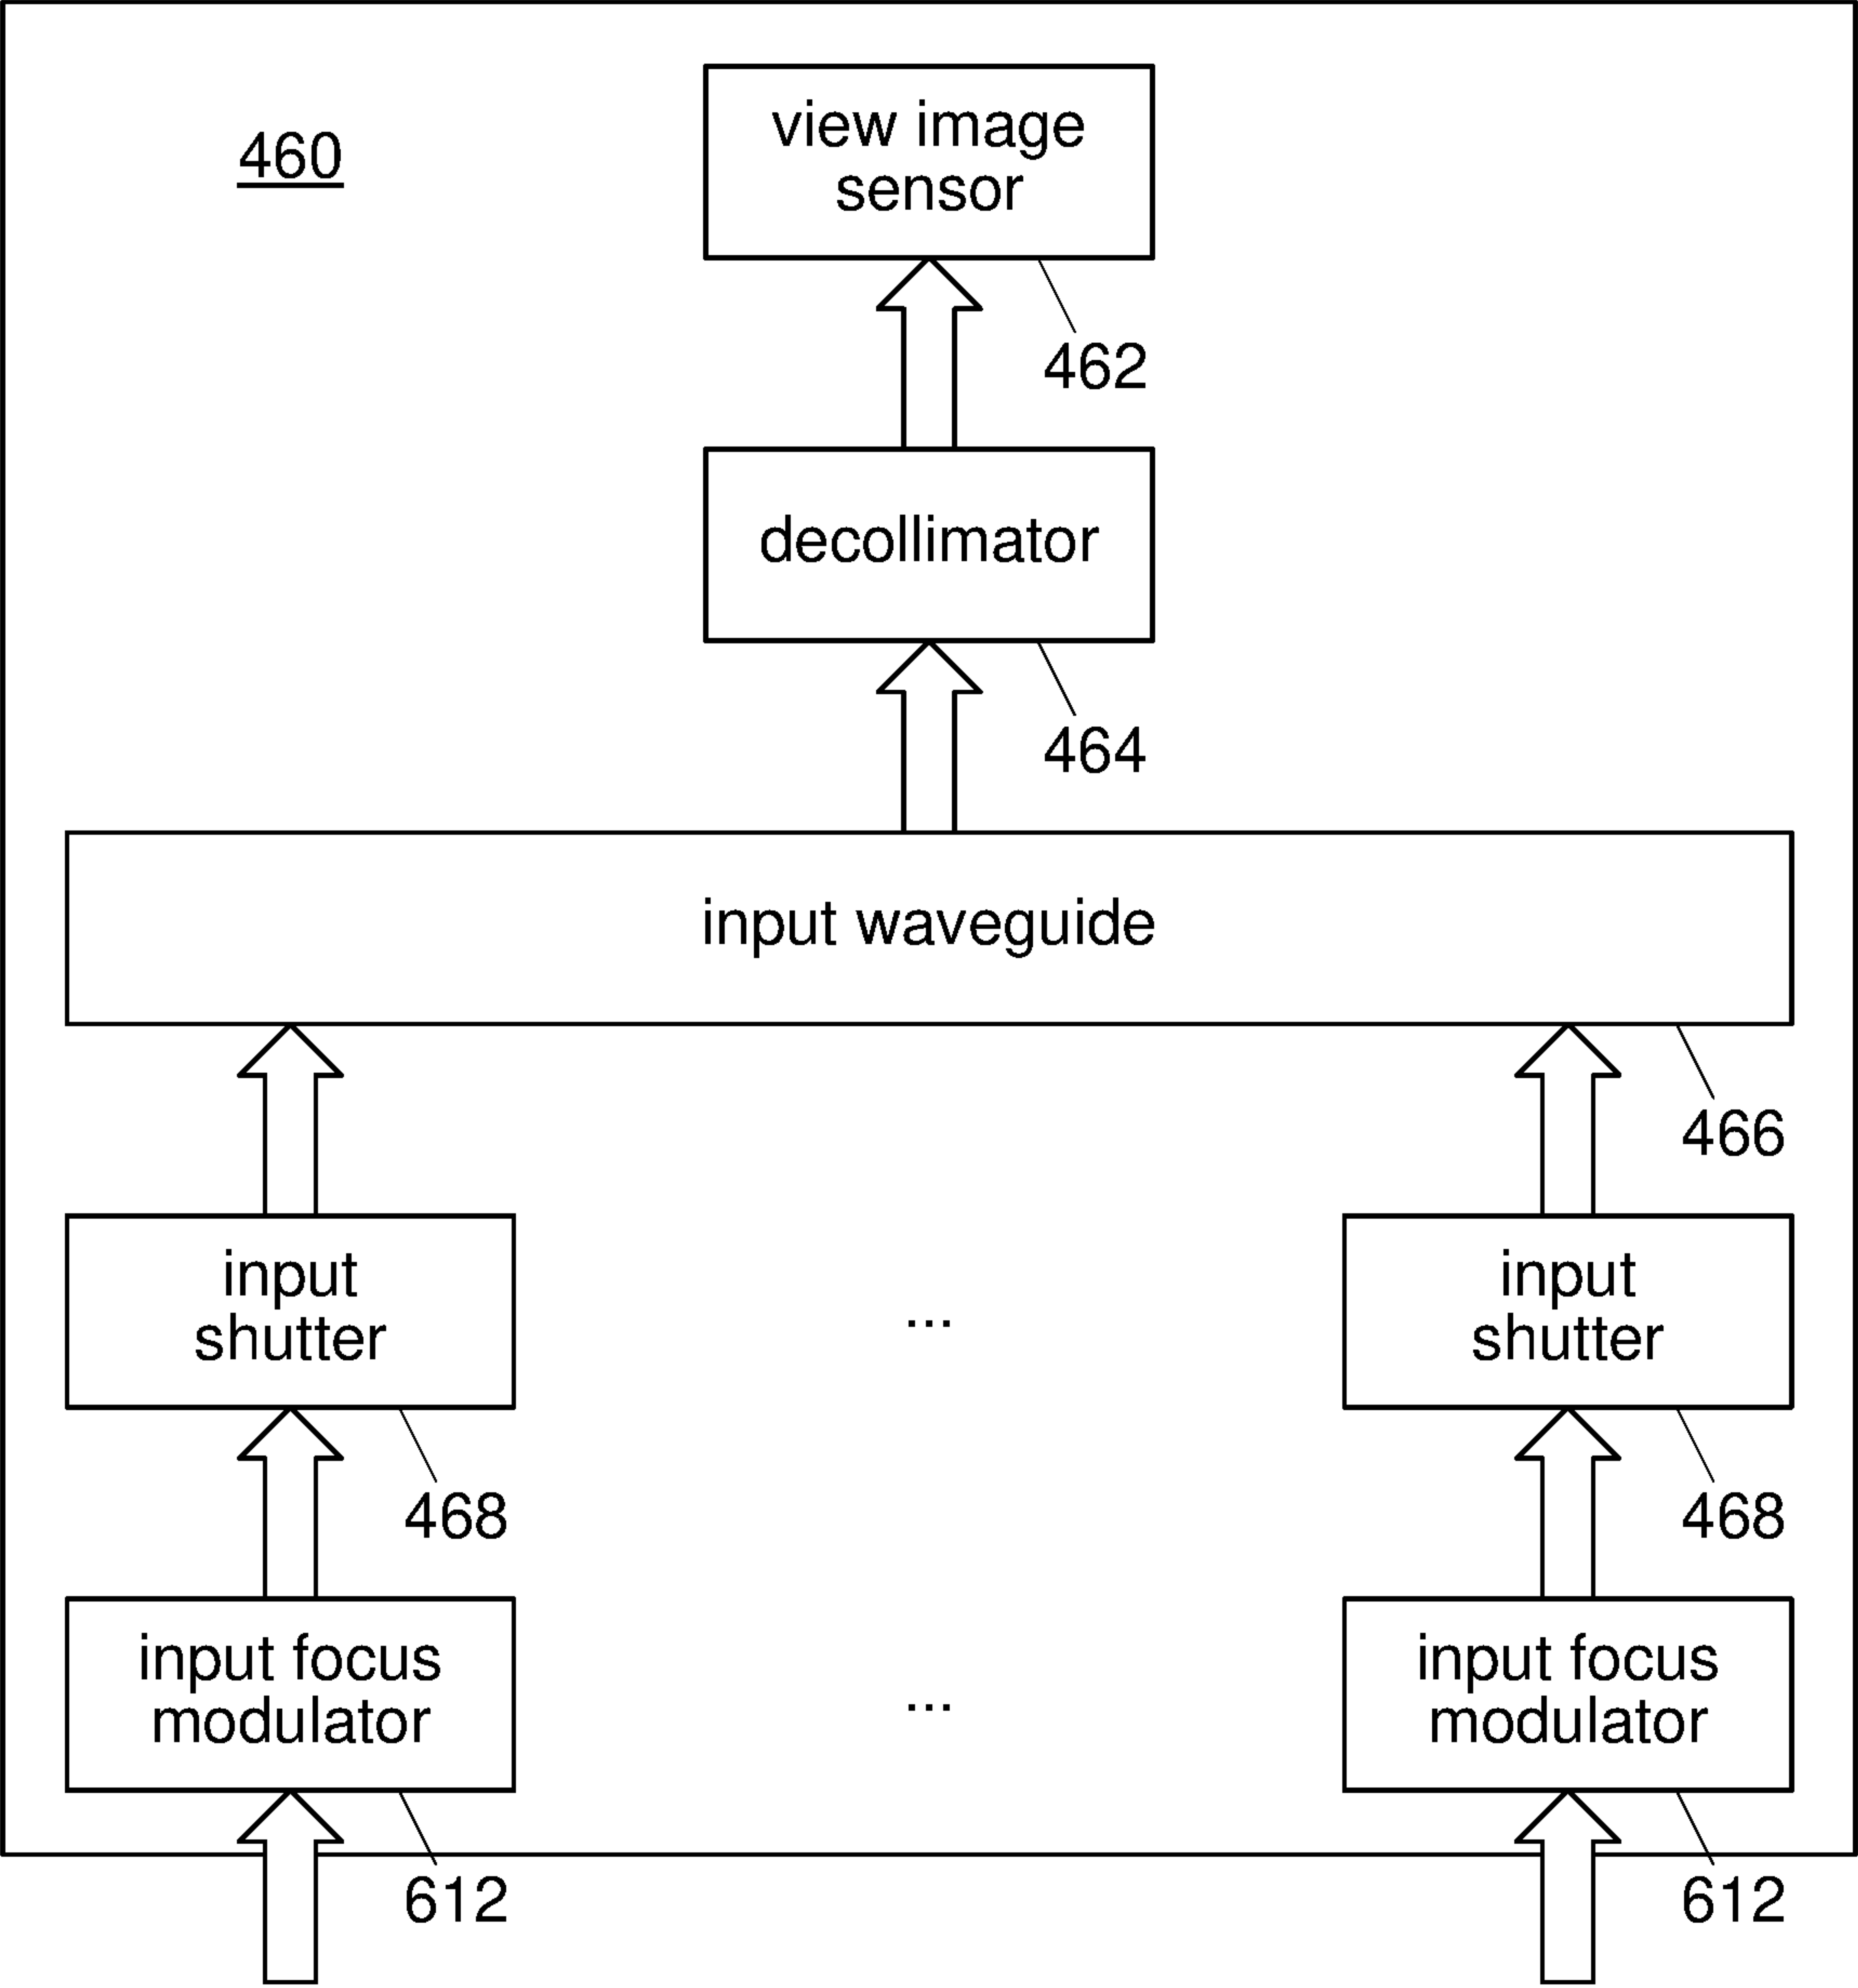 460
view image
sensor
462
decollimator
464
input waveguide
466
input
shutter
...
input
shutter
468
468
input focus
modulator
...
input focus
modulator
612
612